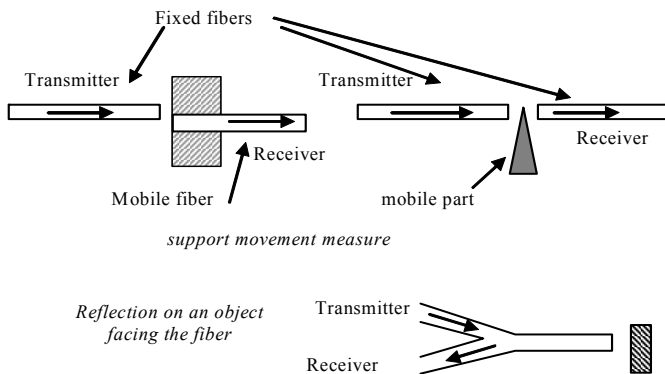 Fixed fibers
Transmitter
Transmitter
Receiver
Receiver
Mobile fiber
mobile part
support movement measure
Reflection on an object
facing the fiber
Transmitter
Receiver